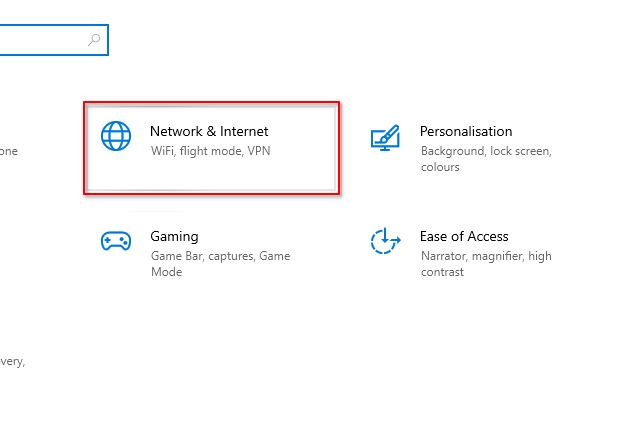 Network & Internet
WiFi, flight mode, VPN
Personalisation
Background, lock screen,
colours
one
Gaming
Game Bar, captures, Game
Mode
Ease of Access
Narrator, magnifier, high
contrast
very,